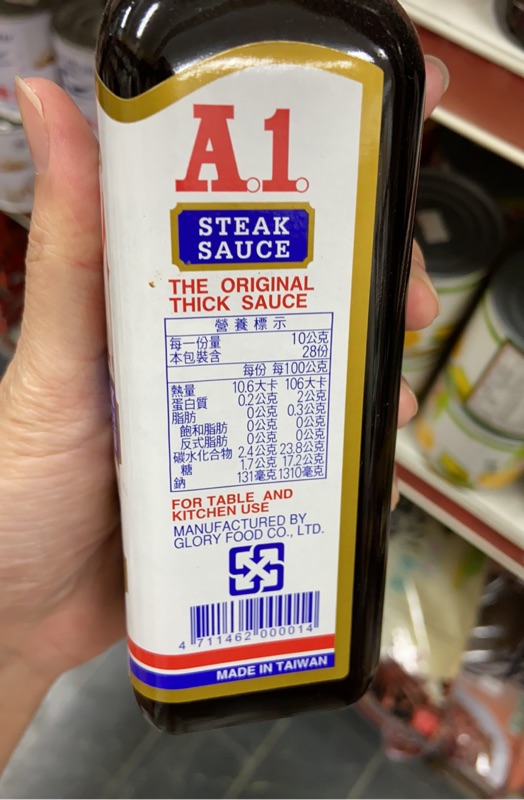 A.1.
STEAK
SAUCE
THE ORIGINAL
THICK SAUCE
營養標示
每一份量 10公克
本包裝含 28份
每份 每100公克
熱量 10.6大卡 106大卡
蛋白質 0.2公克 2公克
脂肪 0公克 0.3公克
飽和脂肪 0公克 0公克
反式脂肪 0公克 0公克
碳水化合物 2.4公克 23.8公克
糖 1.7公克 17.2公克
鈉 131毫克 1310毫克
FOR TABLE AND
KITCHEN USE
MANUFACTURED BY
GLORY FOOD CO., LTD.
4 711462 000014
MADE IN TAIWAN